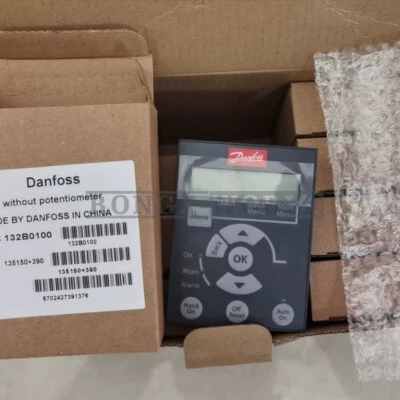 Danfoss
without potentiometer
DE BY DANFOSS IN CHINA
132B0100
132B0100
135150+390
135150+390
5702427391376
Danfoss
Status
Quick Menu
Main Menu
Menu
Back
OK
On
Warn.
Alarm
Hand On
Off Reset
Auto On